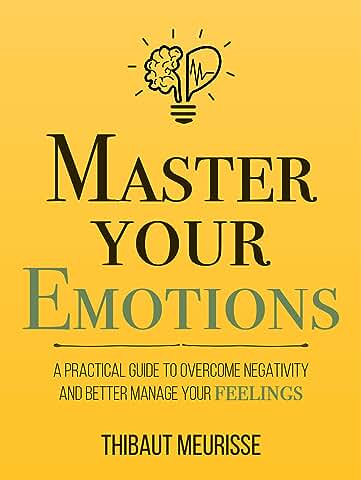 MASTER
YOUR
EMOTIONS
A PRACTICAL GUIDE TO OVERCOME NEGATIVITY
AND BETTER MANAGE YOUR FEELINGS
THIBAUT MEURISSE